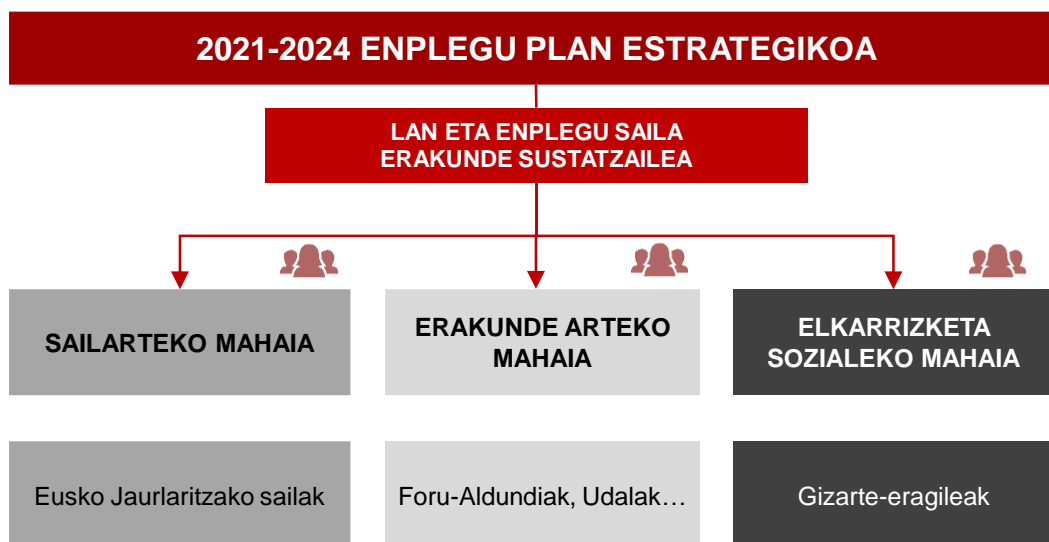 2021-2024 ENPLEGU PLAN ESTRATEGIKOA
LAN ETA ENPLEGU SAILA
ERAKUNDE SUSTATZAILEA
SAILARTEKO MAHAIA
ERAKUNDE ARTEKO
MAHAIA
ELKARRIZKETA
SOZIALEKO MAHAIA
Eusko Jaurlaritzako sailak
Foru-Aldundiak, Udalak…
Gizarte-eragileak